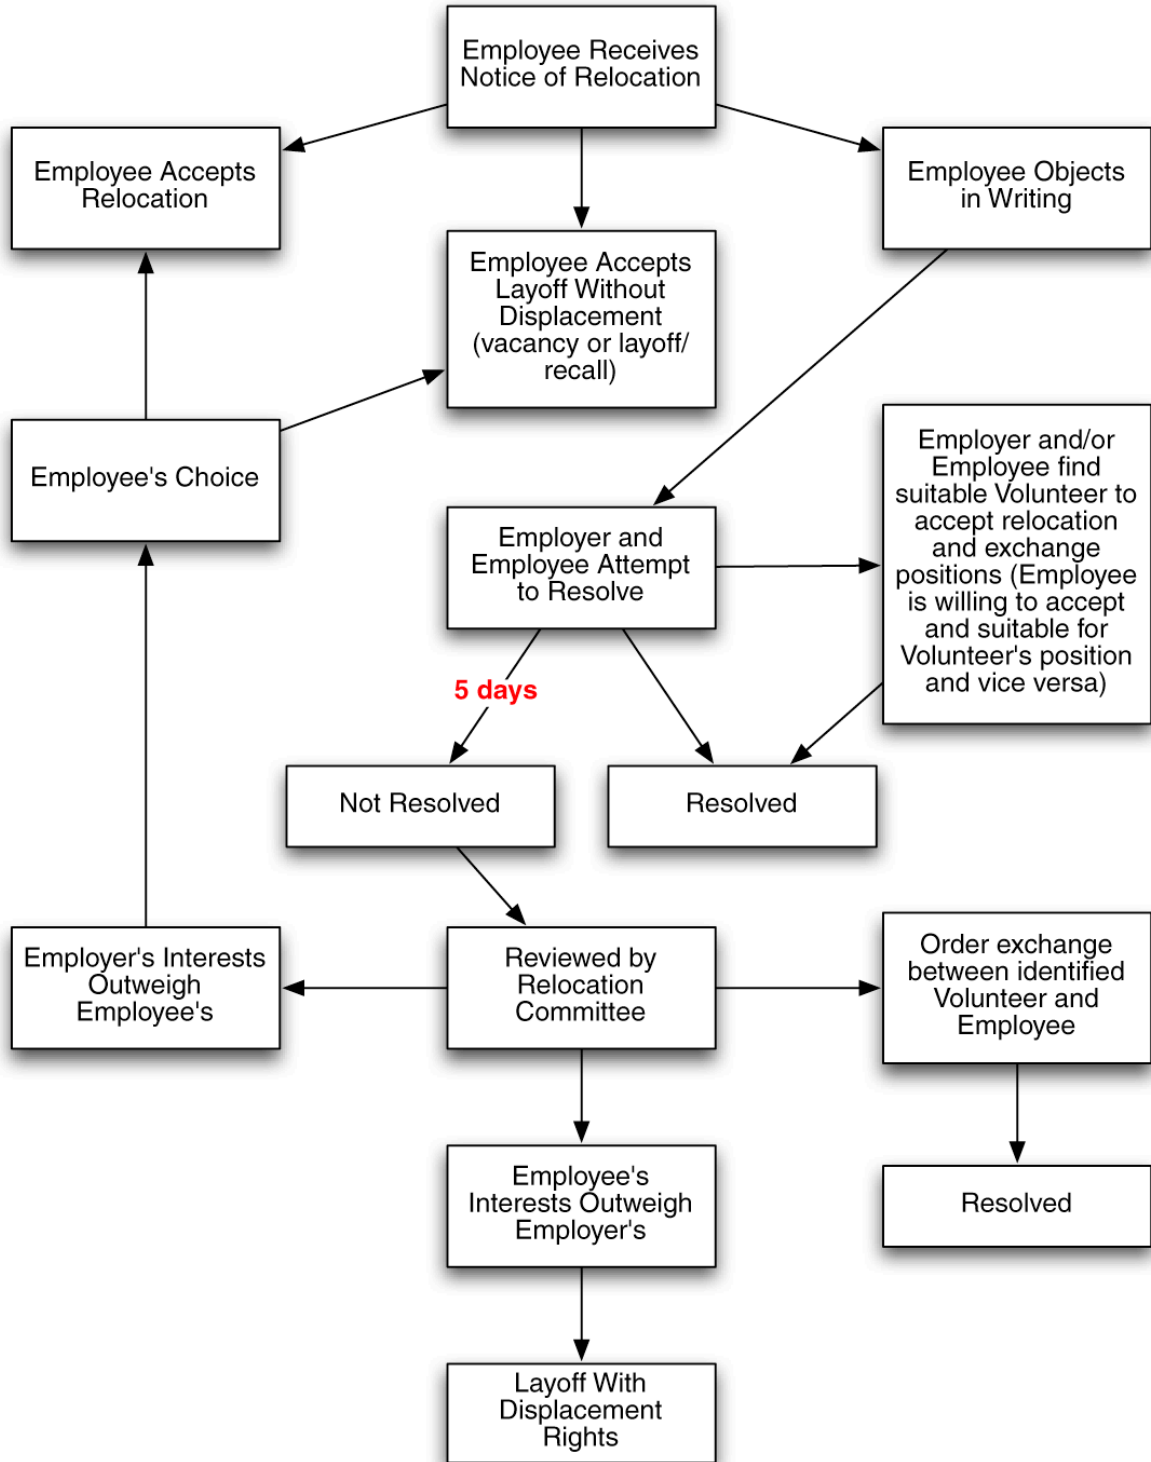 Employee Receives
Notice of Relocation
Employee Accepts
Relocation
Employee Objects
in Writing
Employee Accepts
Layoff Without
Displacement
(vacancy or layoff/
recall)
Employee's Choice
Employer and/or
Employee find
suitable Volunteer to
accept relocation
and exchange
positions (Employee
is willing to accept
and suitable for
Volunteer's position
and vice versa)
Employer and
Employee Attempt
to Resolve
5 days
Not Resolved
Resolved
Employer's Interests
Outweigh
Employee's
Reviewed by
Relocation
Committee
Order exchange
between identified
Volunteer and
Employee
Employee's
Interests Outweigh
Employer's
Resolved
Layoff With
Displacement
Rights